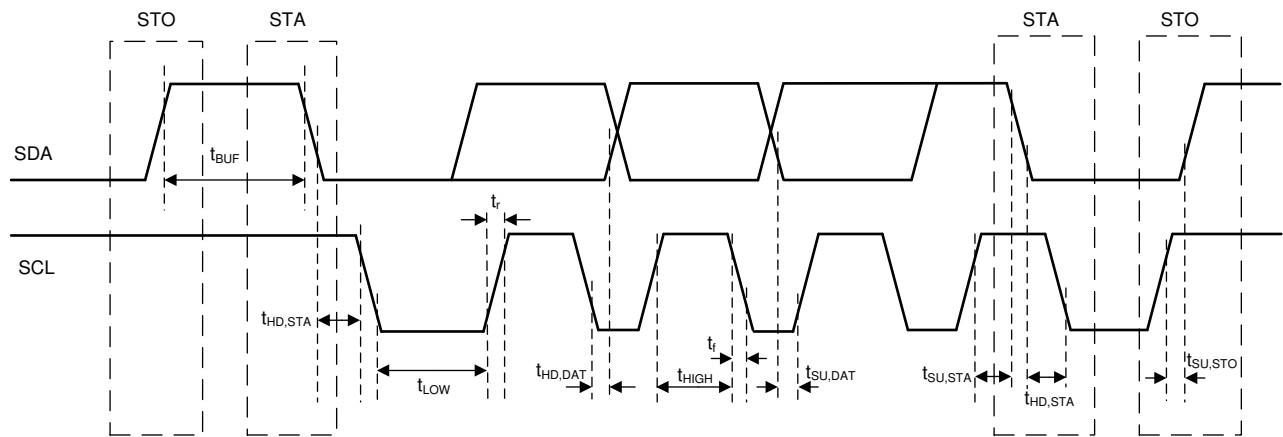 STO
STA
STA
STO
SDA
tBUF
tr
SCL
tHD,STA
tLOW
tHD,DAT
tHIGH
tf
tSU,DAT
tSU,STA
tHD,STA
tSU,STO